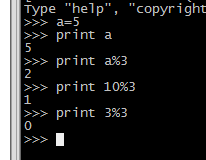 Type "help", "copyright
>>> a=5
>>> print a
5
>>> print a%3
2
>>> print 10%3
1
>>> print 3%3
0
>>>